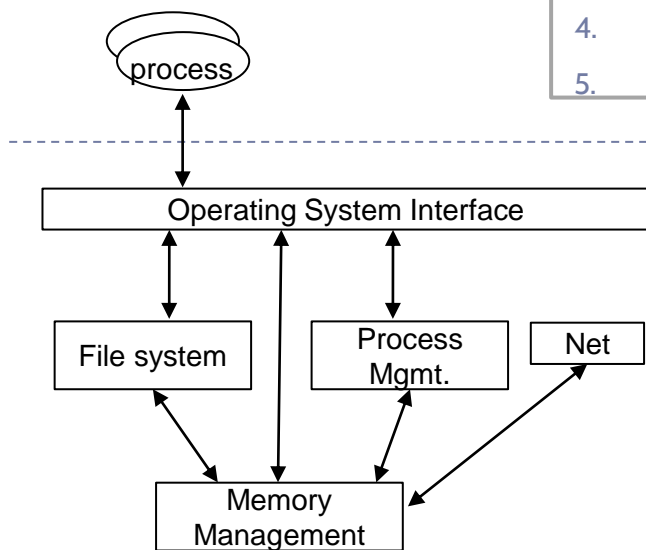 4.
5.
process
Operating System Interface
File system
Process
Mgmt.
Net
Memory
Management